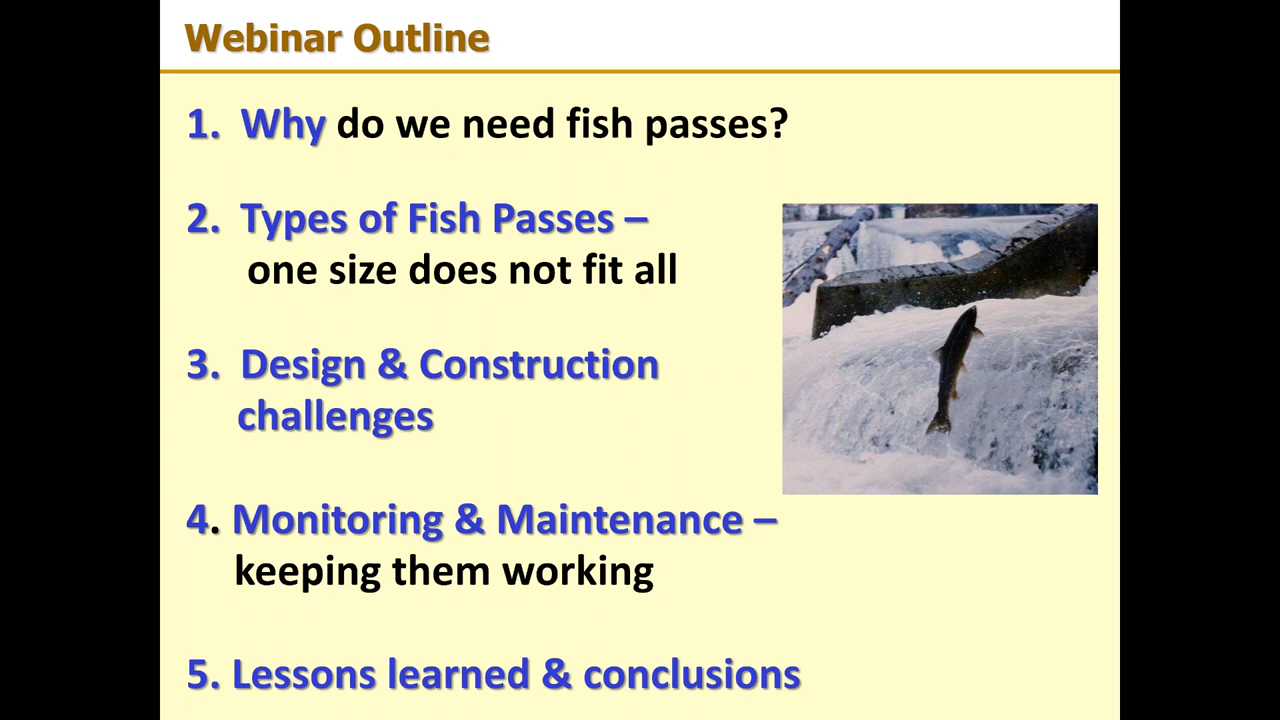 Webinar Outline
1. Why do we need fish passes?
2. Types of Fish Passes –
one size does not fit all
3. Design & Construction
challenges
4. Monitoring & Maintenance –
keeping them working
5. Lessons learned & conclusions